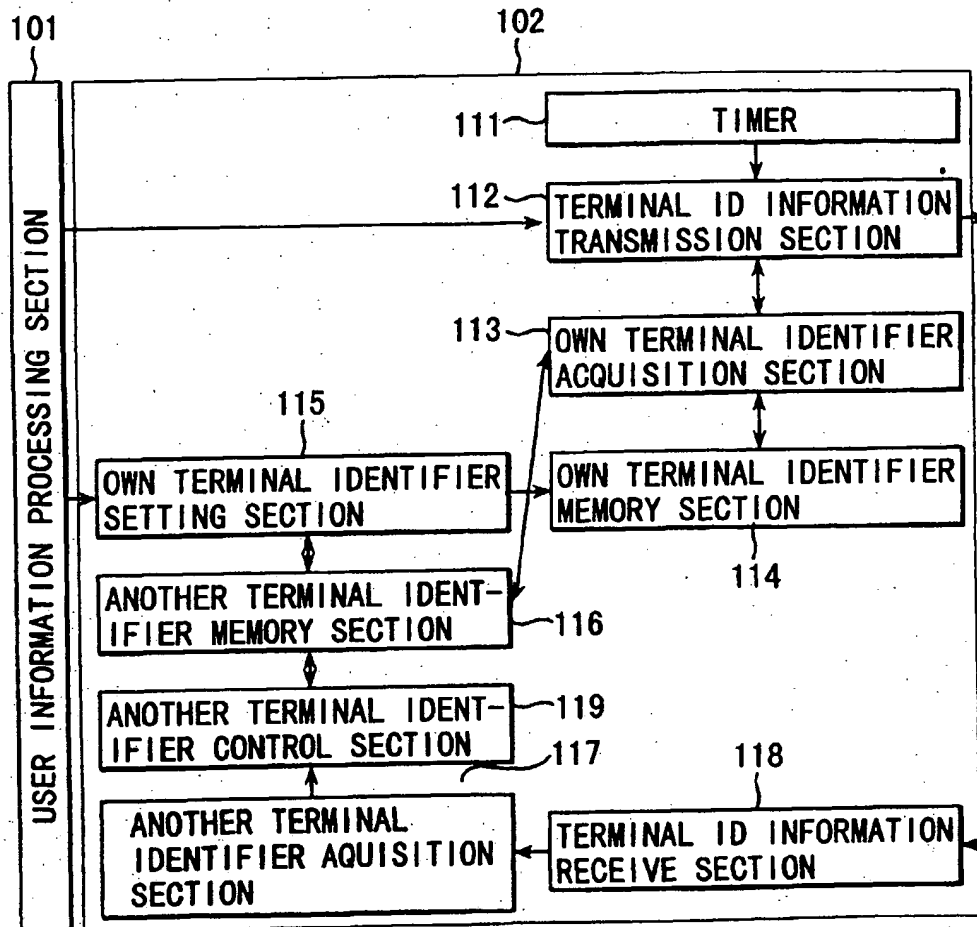 101
102
USER INFORMATION PROCESSING SECTION
111
TIMER
112
TERMINAL ID INFORMATION
TRANSMISSION SECTION
113
OWN TERMINAL IDENTIFIER
ACQUISITION SECTION
115
OWN TERMINAL IDENTIFIER
SETTING SECTION
OWN TERMINAL IDENTIFIER
MEMORY SECTION
114
ANOTHER TERMINAL IDENT-
IFIER MEMORY SECTION
116
ANOTHER TERMINAL IDENT-
IFIER CONTROL SECTION
119
117
118
ANOTHER TERMINAL
IDENTIFIER AQUISITION
SECTION
TERMINAL ID INFORMATION
RECEIVE SECTION